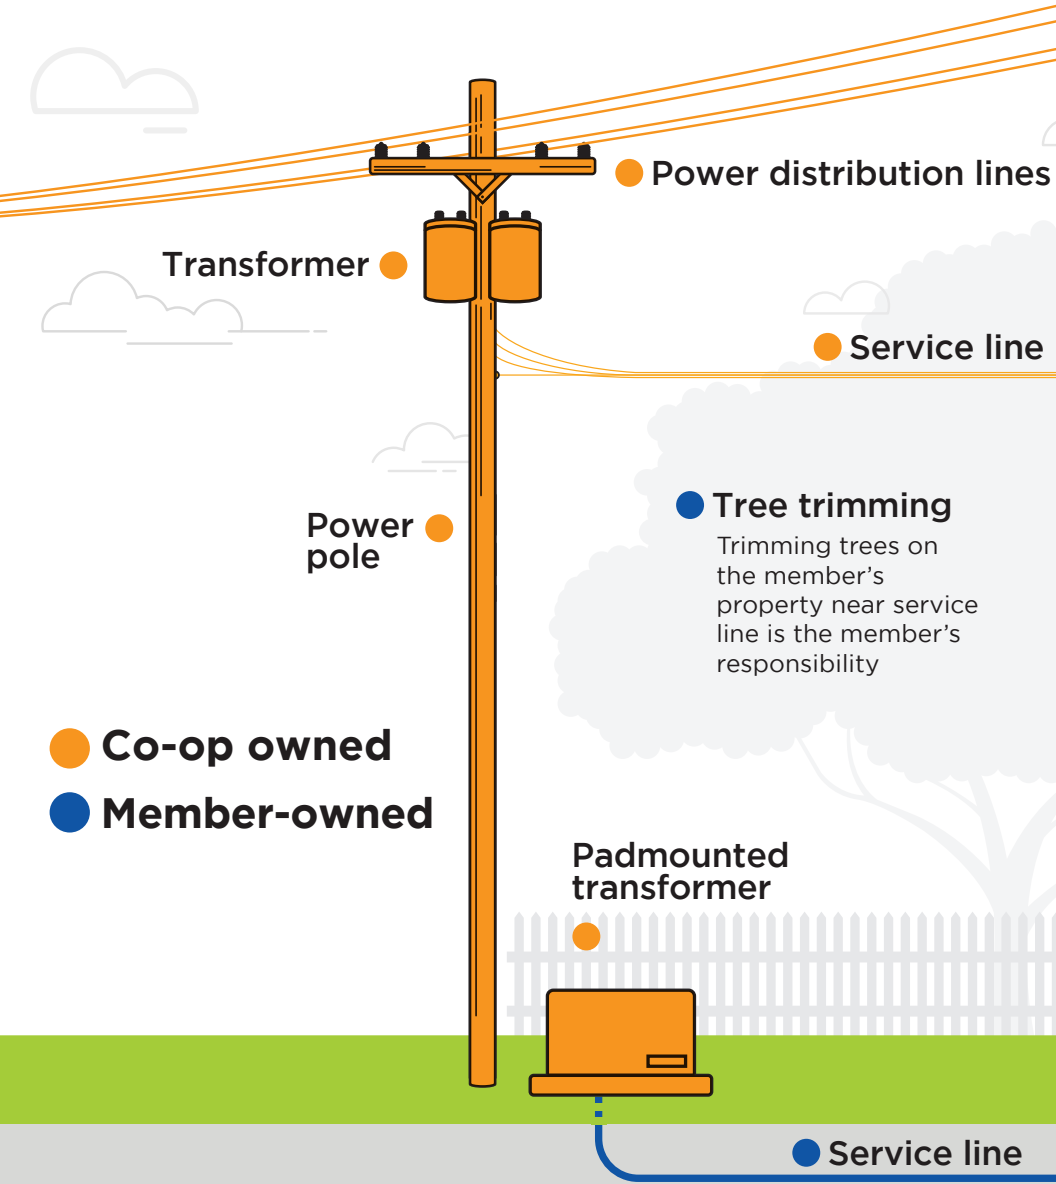 Power distribution lines
Transformer
Service line
Tree trimming
Trimming trees on
the member's
property near service
line is the member's
responsibility
Power
pole
Co-op owned
Member-owned
Padmounted
transformer
Service line